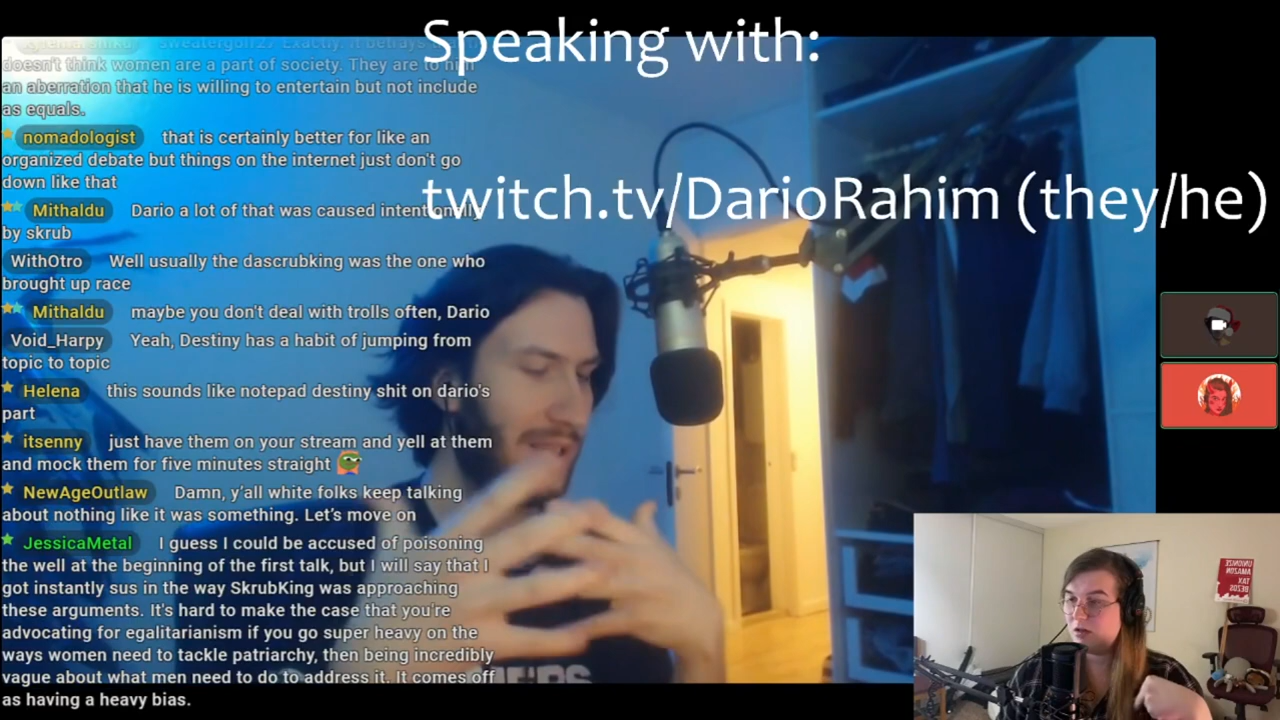 Speaking with:
twitch.tv/DarioRahim (they/he)
sweatergolf27 Exactly. It betrays
doesn't think women are a part of society. They are to him
an aberration that he is willing to entertain but not include
as equals.
nomadologist that is certainly better for like an
organized debate but things on the internet just don't go
down like that
Mithaldu Dario a lot of that was caused intentionally
by skrub
WithOtro Well usually the dascrubking was the one who
brought up race
Mithaldu maybe you don't deal with trolls often, Dario
Void_Harpy Yeah, Destiny has a habit of jumping from
topic to topic
Helena this sounds like notepad destiny shit on dario's
part
itsenny just have them on your stream and yell at them
and mock them for five minutes straight
NewAgeOutlaw Damn, y'all white folks keep talking
about nothing like it was something. Let's move on
JessicaMetal I guess I could be accused of poisoning
the well at the beginning of the first talk, but I will say that I
got instantly sus in the way SkrubKing was approaching
these arguments. It's hard to make the case that you're
advocating for egalitarianism if you go super heavy on the
ways women need to tackle patriarchy, then being incredibly
vague about what men need to do to address it. It comes off
as having a heavy bias.
UNIONIZE
AMAZON
TAX
BEZOS